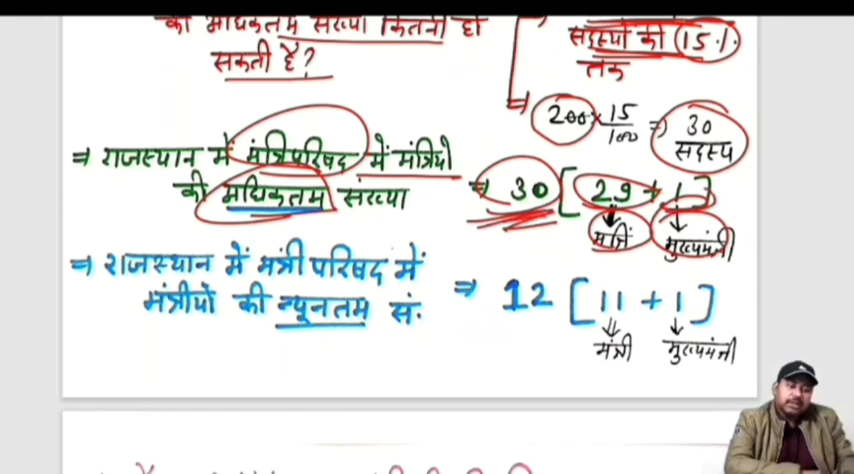 की अधिकतम संख्या कितनी हो
सकती है?
सदस्यों की 15%
तक
⇒ 200 × 15/100 ⇒ 30
सदस्य
⇒ राजस्थान में मंत्रिपरिषद में मंत्रियो
की अधिकतम संख्या ⇒ 30 [29 + 1]
मंत्रि मुख्यमंत्री
⇒ राजस्थान में मंत्री परिषद में
मंत्रीयो की न्यूनतम सं. ⇒ 12 [11 + 1]
मंत्री मुख्यमंत्री